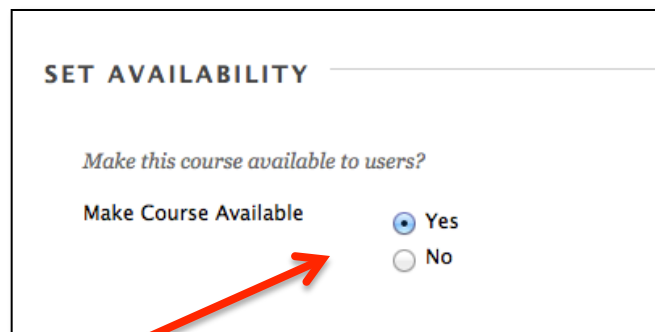 SET AVAILABILITY
Make this course available to users?
Make Course Available
Yes
No